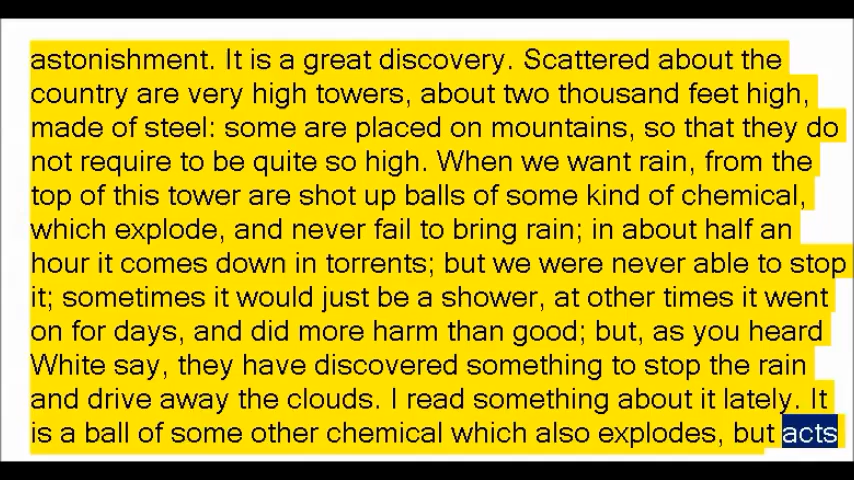 astonishment. It is a great discovery. Scattered about the
country are very high towers, about two thousand feet high,
made of steel: some are placed on mountains, so that they do
not require to be quite so high. When we want rain, from the
top of this tower are shot up balls of some kind of chemical,
which explode, and never fail to bring rain; in about half an
hour it comes down in torrents; but we were never able to stop
it; sometimes it would just be a shower, at other times it went
on for days, and did more harm than good; but, as you heard
White say, they have discovered something to stop the rain
and drive away the clouds. I read something about it lately. It
is a ball of some other chemical which also explodes, but acts